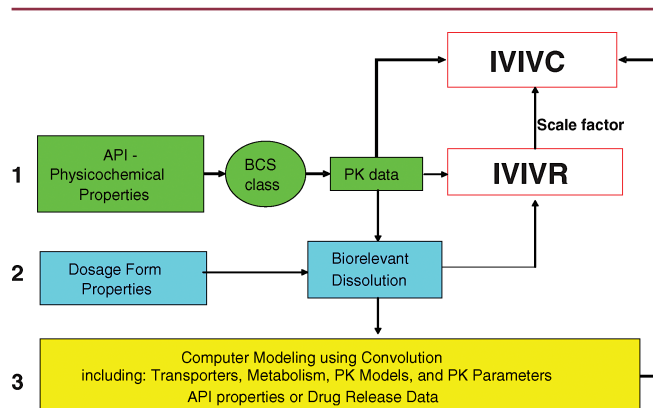 IVIVC
Scale factor
1
API -
Physicochemical
Properties
BCS
class
PK data
IVIVR
2
Dosage Form
Properties
Biorelevant
Dissolution
3
Computer Modeling using Convolution
including: Transporters, Metabolism, PK Models, and PK Parameters
API properties or Drug Release Data